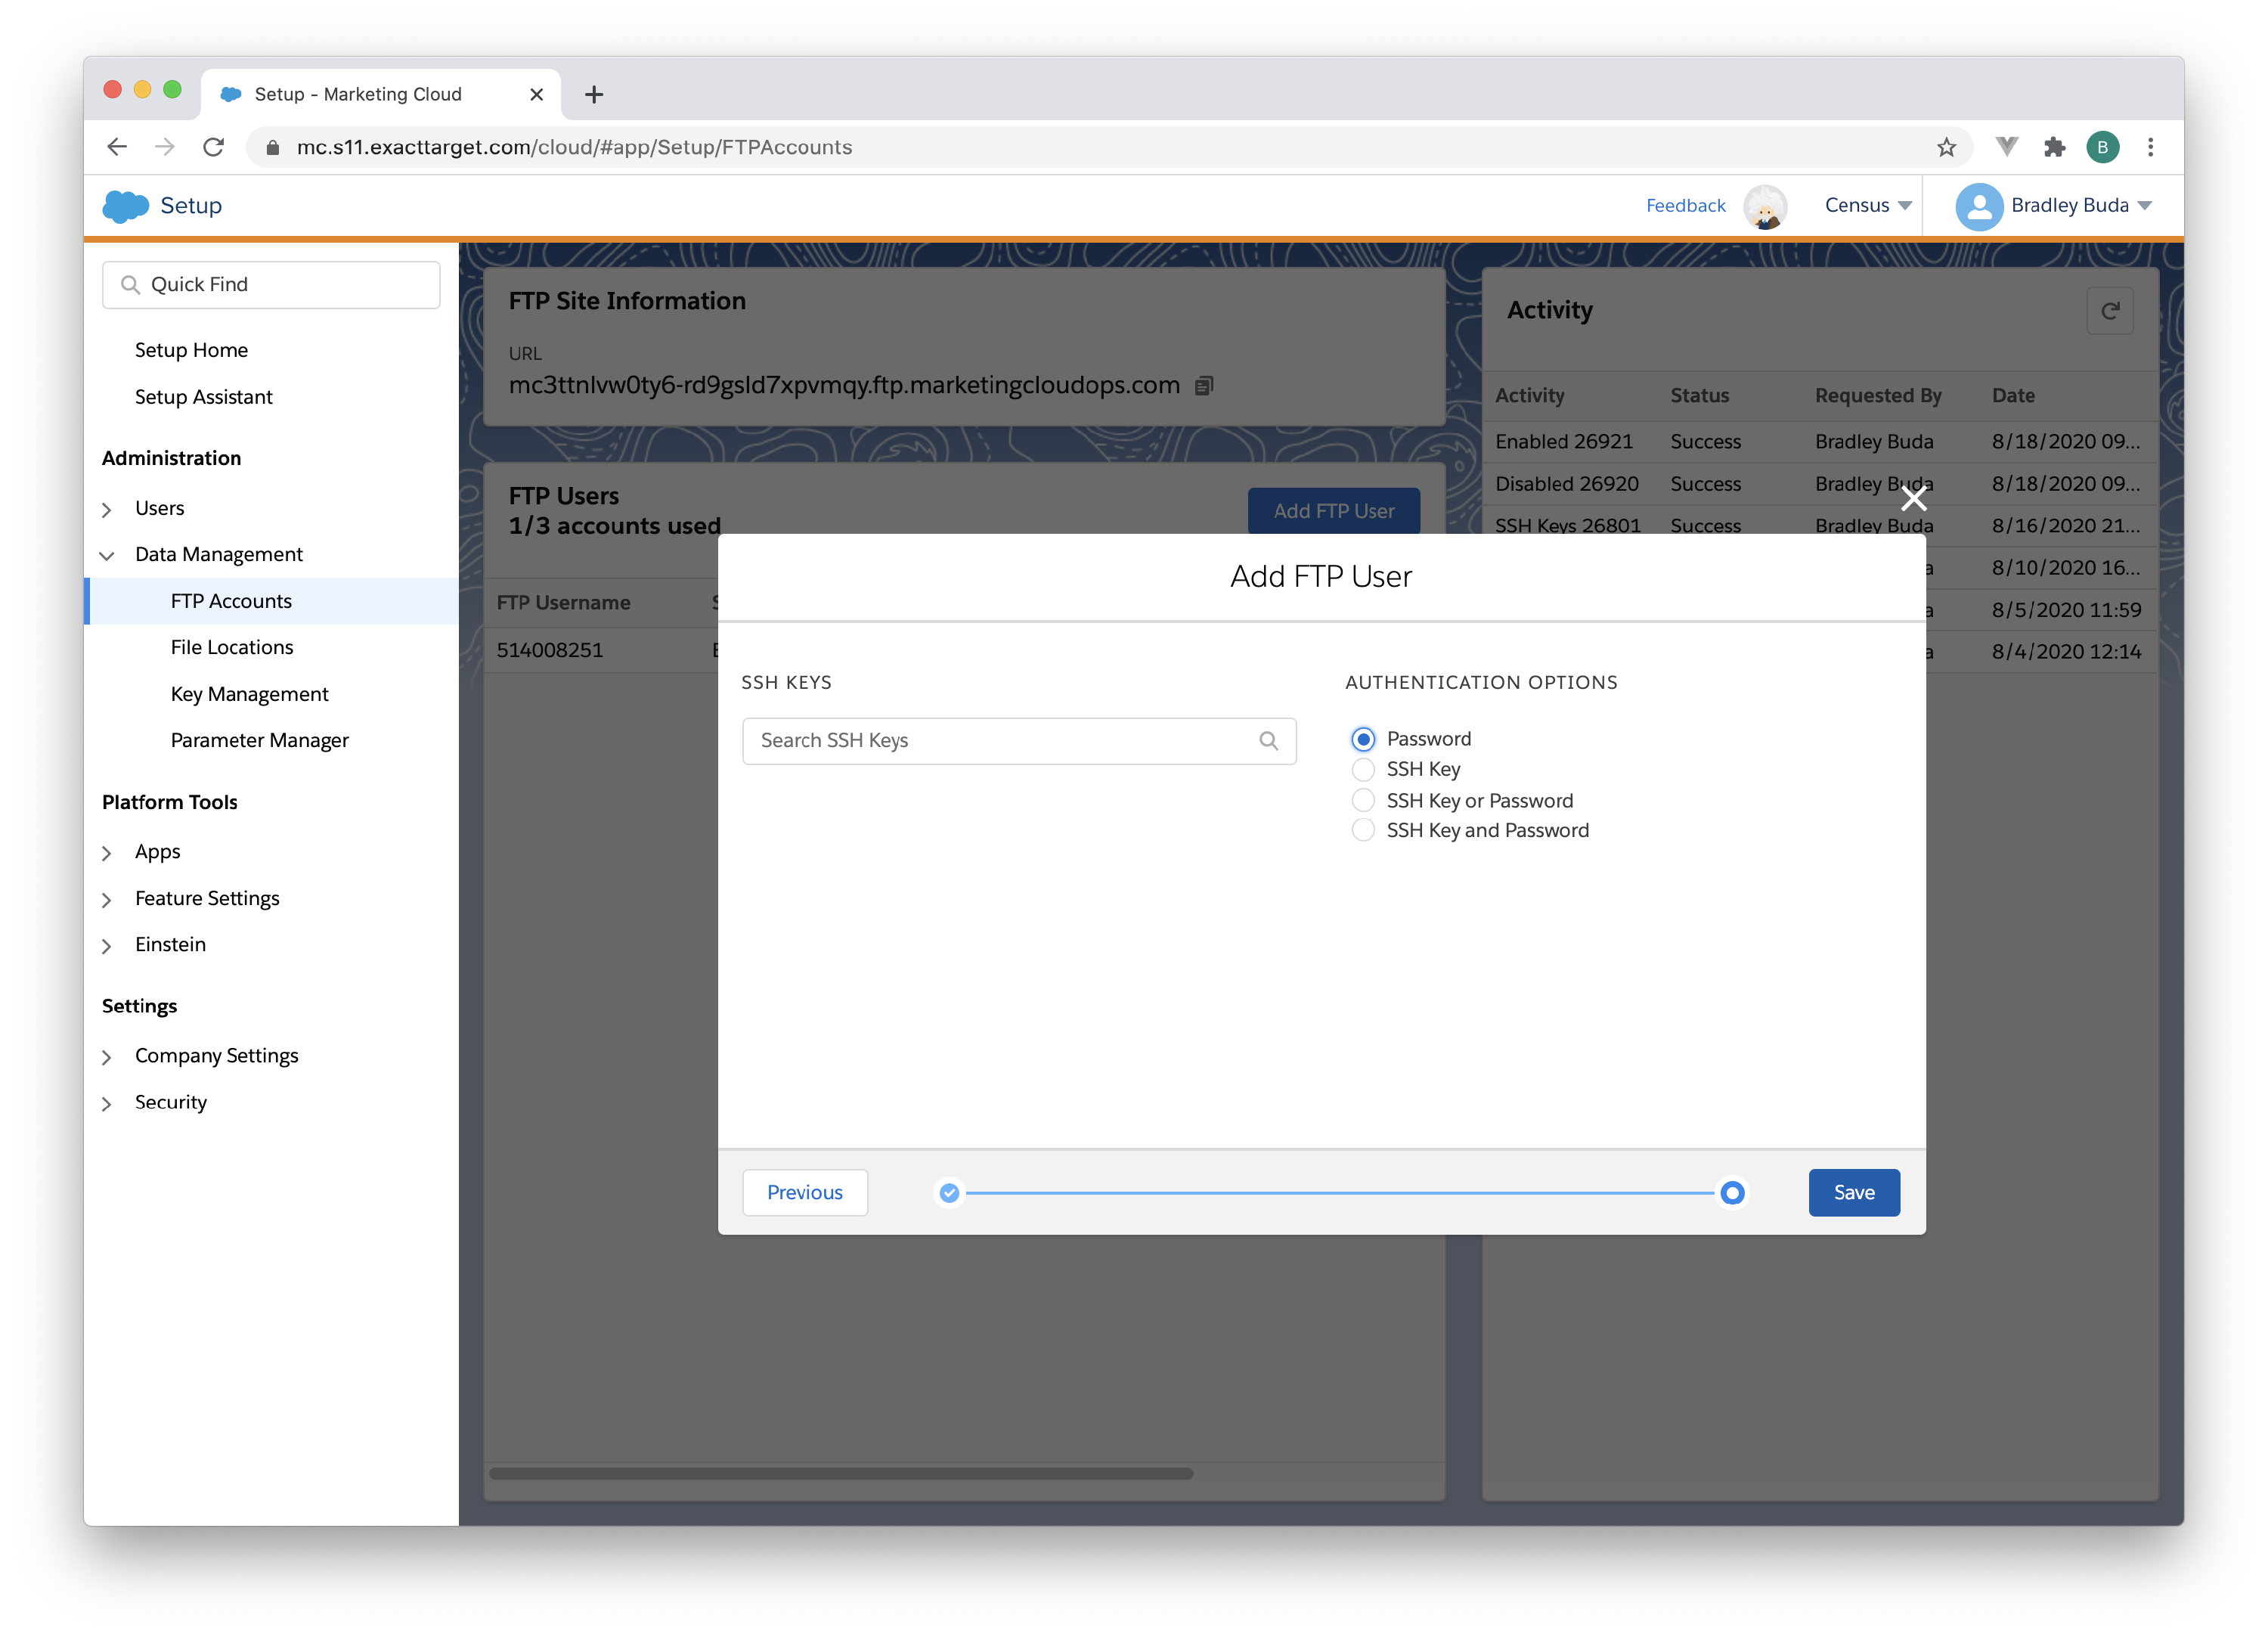 Setup - Marketing Cloud
mc.s11.exacttarget.com/cloud/#app/Setup/FTPAccounts
B
Setup
Feedback
Census
Bradley Buda
Quick Find
Setup Home
Setup Assistant
Administration
Users
Data Management
FTP Accounts
File Locations
Key Management
Parameter Manager
Platform Tools
Apps
Feature Settings
Einstein
Settings
Company Settings
Security
FTP Site Information
URL
mc3ttnlvw0ty6-rd9gsld7xpvmqy.ftp.marketingcloudops.com
FTP Users
1/3 accounts used
Add FTP User
FTP Username
514008251
Activity
Activity Status Requested By Date
Enabled 26921 Success Bradley Buda 8/18/2020 09...
Disabled 26920 Success Bradley Buda 8/18/2020 09...
SSH Keys 26801 Success Bradley Buda 8/16/2020 21...
8/10/2020 16...
8/5/2020 11:59
8/4/2020 12:14
Add FTP User
SSH KEYS
Search SSH Keys
AUTHENTICATION OPTIONS
Password
SSH Key
SSH Key or Password
SSH Key and Password
Previous
Save